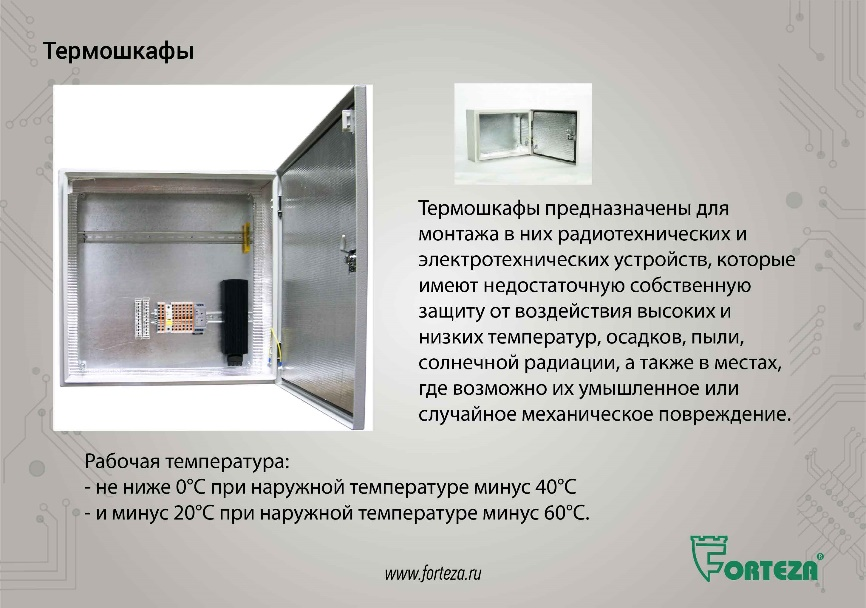 Термошкафы
Термошкафы предназначены для
монтажа в них радиотехнических и
электротехнических устройств, которые
имеют недостаточную собственную
защиту от воздействия высоких и
низких температур, осадков, пыли,
солнечной радиации, а также в местах,
где возможно их умышленное или
случайное механическое повреждение.
Рабочая температура:
- не ниже 0°С при наружной температуре минус 40°С
- и минус 20°С при наружной температуре минус 60°С.
www.forteza.ru
FORTEZA®